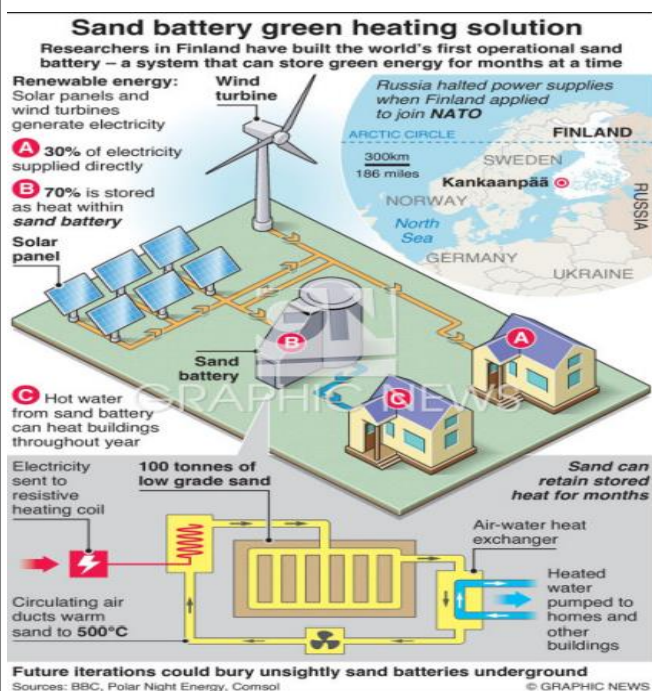 Sand battery green heating solution
Researchers in Finland have built the world's first operational sand
battery – a system that can store green energy for months at a time
Renewable energy:
Solar panels and
wind turbines
generate electricity
A 30% of electricity
supplied directly
B 70% is stored
as heat within
sand battery
Solar
panel
Wind
turbine
Russia halted power supplies
when Finland applied
to join NATO
ARCTIC CIRCLE
FINLAND
300km
186 miles
SWEDEN
Kankaanpää
NORWAY
RUSSIA
North
Sea
GERMANY
UKRAINE
B
A
Sand
battery
C
GRAPHIC NEWS
C Hot water
from sand battery
can heat buildings
throughout year
Electricity
sent to
resistive
heating coil
100 tonnes of
low grade sand
Sand can
retain stored
heat for months
Air-water heat
exchanger
Heated
water
pumped to
homes and
other
buildings
Circulating air
ducts warm
sand to 500°C
Future iterations could bury unsightly sand batteries underground
Sources: BBC, Polar Night Energy, Comsol
© GRAPHIC NEWS